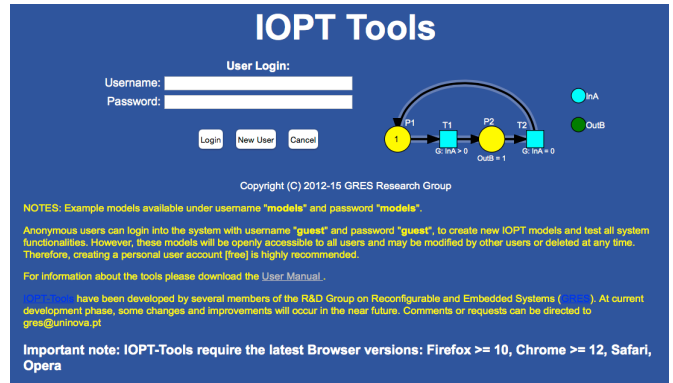 IOPT Tools
User Login:
Username:
Password:
Login New User Cancel
P1 T1 P2 T2
1
G: InA > 0 OutB = 1 G: InA = 0
InA
OutB
Copyright (C) 2012-15 GRES Research Group
NOTES: Example models available under username "models" and password "models".
Anonymous users can login into the system with username "guest" and password "guest", to create new IOPT models and test all system
functionalities. However, these models will be openly accessible to all users and may be modified by other users or deleted at any time.
Therefore, creating a personal user account [free] is highly recommended.
For information about the tools please download the User Manual .
IOPT-Tools have been developed by several members of the R&D Group on Reconfigurable and Embedded Systems (GRES). At current
development phase, some changes and improvements will occur in the near future. Comments or requests can be directed to
gres@uninova.pt
Important note: IOPT-Tools require the latest Browser versions: Firefox >= 10, Chrome >= 12, Safari,
Opera